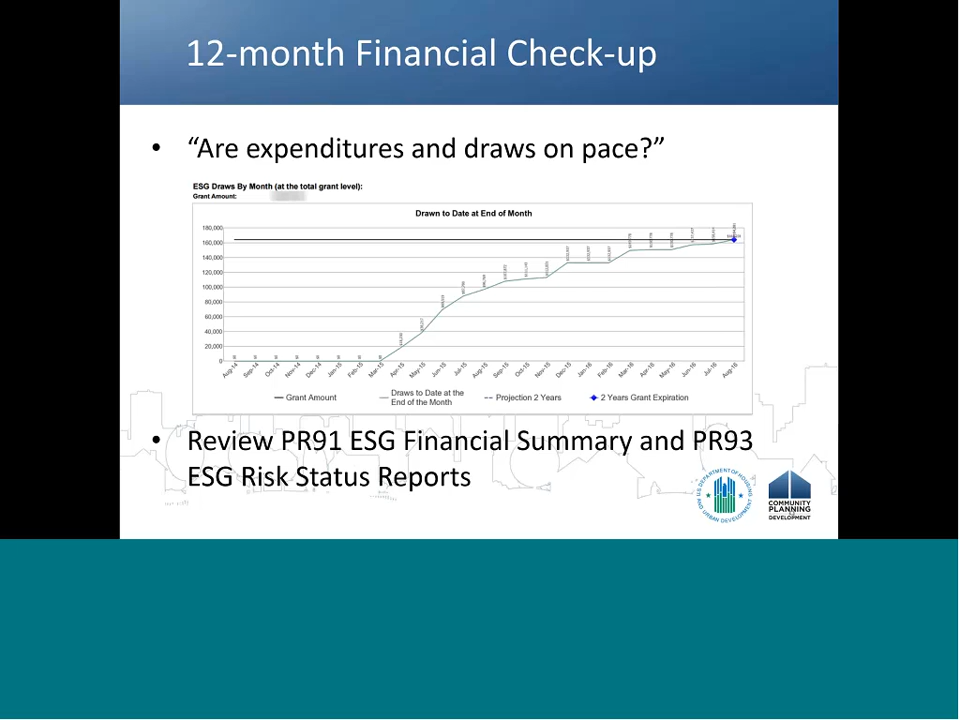 12-month Financial Check-up
• “Are expenditures and draws on pace?”
ESG Draws By Month (at the total grant level):
Grant Amount:
Drawn to Date at End of Month
180,000
160,000
140,000
120,000
100,000
80,000
60,000
40,000
20,000
0
Aug-14 Sep-14 Oct-14 Nov-14 Dec-14 Jan-15 Feb-15 Mar-15 Apr-15 May-15 Jun-15 Jul-15 Aug-15 Sep-15 Oct-15 Nov-15 Dec-15 Jan-16 Feb-16 Mar-16 Apr-16 May-16 Jun-16 Jul-16 Aug-16
Grant Amount
Draws to Date at the
End of the Month
Projection 2 Years
2 Years Grant Expiration
• Review PR91 ESG Financial Summary and PR93
ESG Risk Status Reports
U.S. DEPARTMENT OF HOUSING
AND URBAN DEVELOPMENT
COMMUNITY
PLANNING
DEVELOPMENT